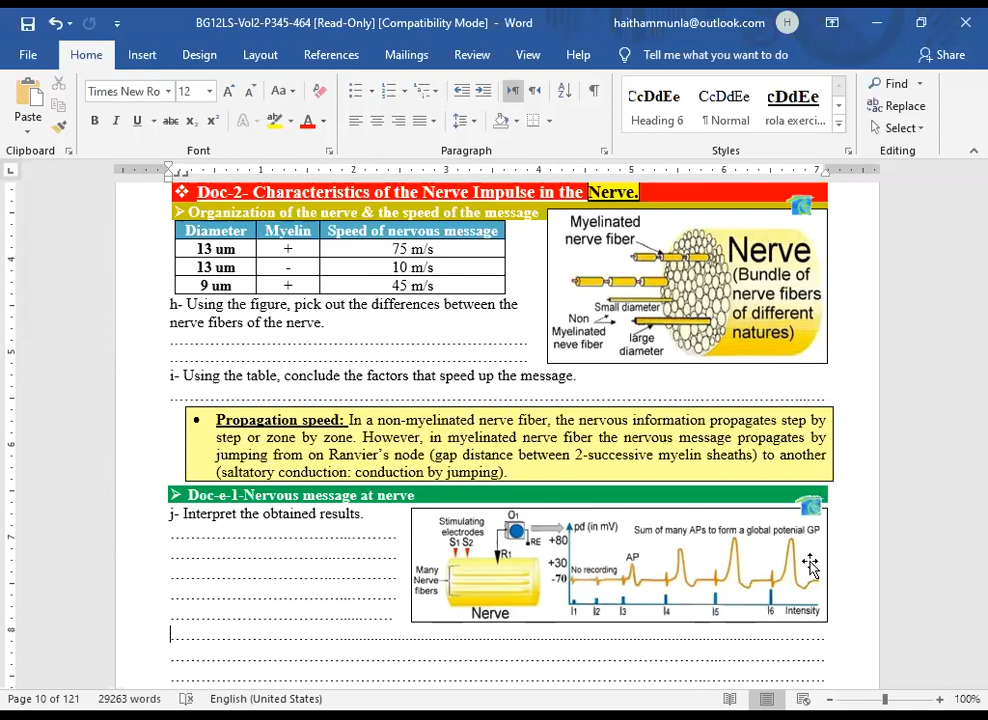 BG12LS-Vol2-P345-464 [Read-Only] [Compatibility Mode] - Word
haithammunla@outlook.com
H
File Home Insert Design Layout References Mailings Review View Help Tell me what you want to do Share
Paste
Clipboard
Times New Ro 12
Font
Paragraph
CcDdEe CcDdEe cDdEe
Heading 6 ¶ Normal rola exerci...
Styles
Find
Replace
Select
Editing
1 2 3 4 5 6 7
❖ Doc-2- Characteristics of the Nerve Impulse in the Nerve.
➢ Organization of the nerve & the speed of the message
Diameter Myelin Speed of nervous message
13 um + 75 m/s
13 um - 10 m/s
9 um + 45 m/s
Myelinated
nerve fiber
Small diameter
Non
Myelinated
neve fiber
large
diameter
Nerve
(Bundle of
nerve fibers
of different
natures)
h- Using the figure, pick out the differences between the
nerve fibers of the nerve.
i- Using the table, conclude the factors that speed up the message.
• Propagation speed: In a non-myelinated nerve fiber, the nervous information propagates step by
step or zone by zone. However, in myelinated nerve fiber the nervous message propagates by
jumping from on Ranvier's node (gap distance between 2-successive myelin sheaths) to another
(saltatory conduction: conduction by jumping).
➢ Doc-e-1-Nervous message at nerve
j- Interpret the obtained results.
Stimulating
electrodes
S1 S2
O1
RE
R1
Many
Nerve
fibers
Nerve
pd (in mV)
+80
+30
-70
Sum of many APs to form a global potenial GP
No recording
AP
I1 I2 I3 I4 I5 I6 Intensity
Page 10 of 121 29263 words English (United States) 100%